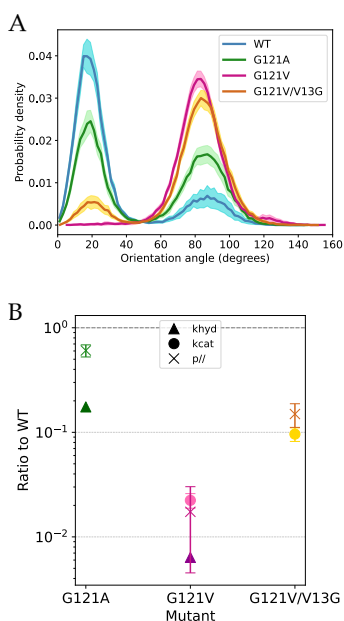 A
WT
G121A
G121V
G121V/V13G
Probability density
0.04
0.03
0.02
0.01
0.00
0 20 40 60 80 100 120 140 160
Orientation angle (degrees)
B
khyd
kcat
p//
Ratio to WT
10⁰
10⁻¹
10⁻²
G121A G121V G121V/V13G
Mutant